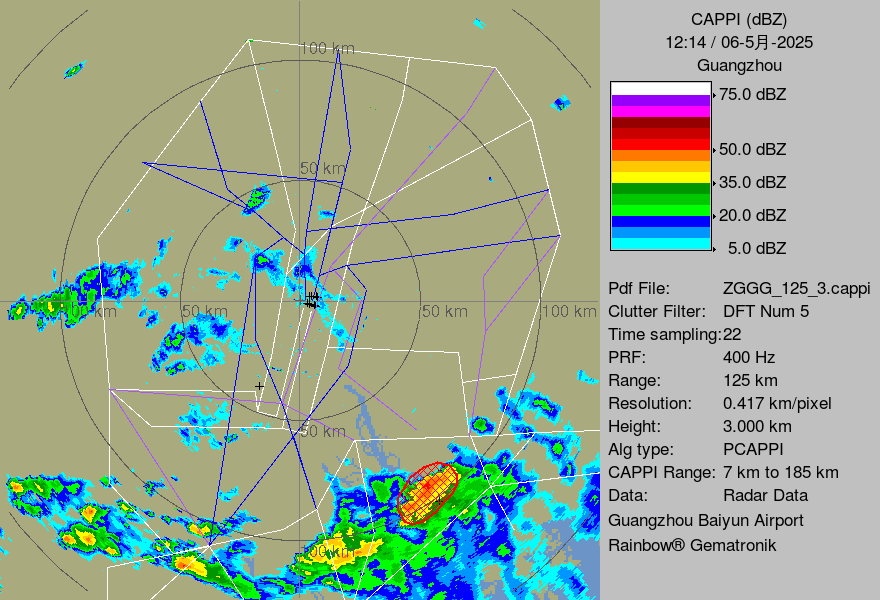 CAPPI (dBZ)
12:14 / 06-5月-2025
Guangzhou
75.0 dBZ
50.0 dBZ
35.0 dBZ
20.0 dBZ
5.0 dBZ
Pdf File: ZGGG_125_3.cappi
Clutter Filter: DFT Num 5
Time sampling:22
PRF: 400 Hz
Range: 125 km
Resolution: 0.417 km/pixel
Height: 3.000 km
Alg type: PCAPPI
CAPPI Range: 7 km to 185 km
Data: Radar Data
Guangzhou Baiyun Airport
Rainbow® Gematronik
100 km
50 km
100 km 50 km 50 km 100 km
50 km
100 km